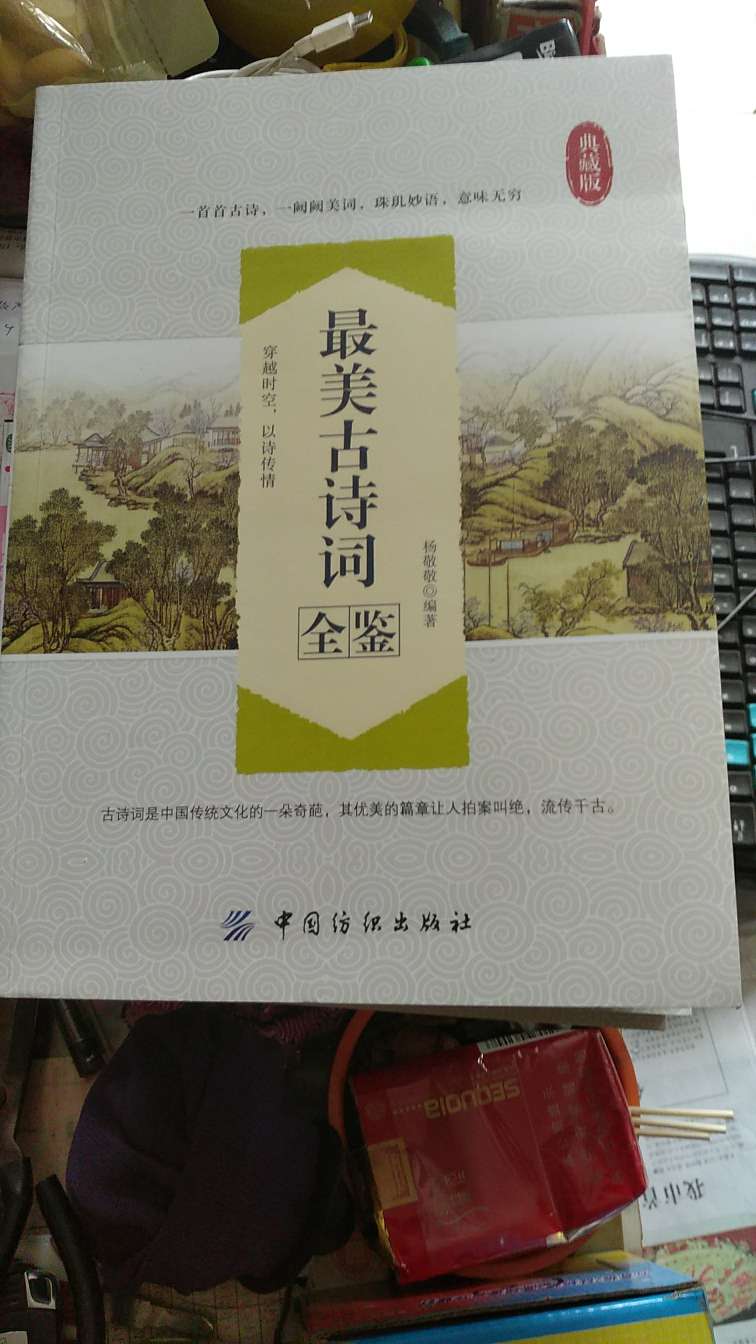 典藏版
一首首古诗，一阙阙美词，珠玑妙语，意味无穷
最美古诗词
全鉴
穿越时空，以诗传情
杨敬敬◎编著
古诗词是中国传统文化的一朵奇葩，其优美的篇章让人拍案叫绝，流传千古。
中国纺织出版社
sequoia
我市首